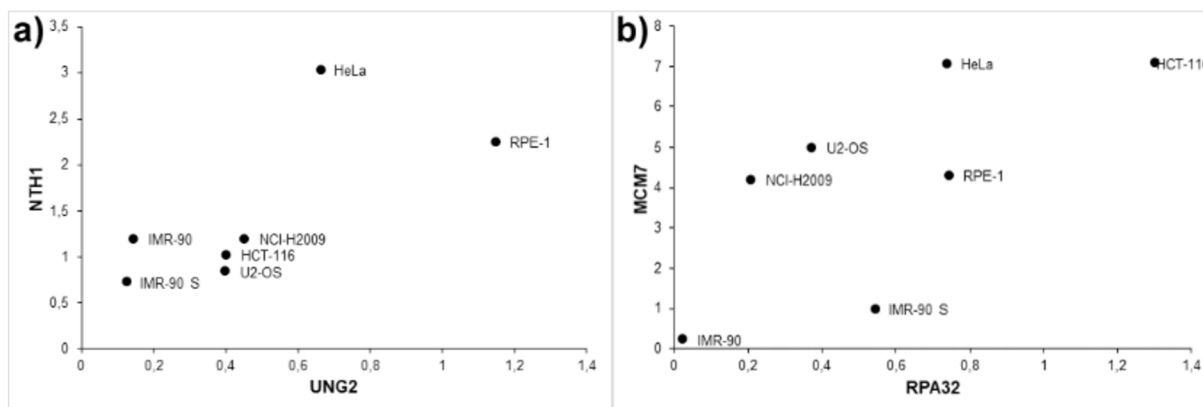 a)
3,5
3
2,5
2
1,5
1
0,5
0
NTH1
HeLa
RPE-1
IMR-90
NCI-H2009
HCT-116
U2-OS
IMR-90 S
0
0,2
0,4
0,6
0,8
1
1,2
1,4
UNG2
b)
8
7
6
5
4
3
2
1
0
MCM7
HeLa
HCT-116
U2-OS
NCI-H2009
RPE-1
IMR-90 S
IMR-90
0
0,2
0,4
0,6
0,8
1
1,2
1,4
RPA32